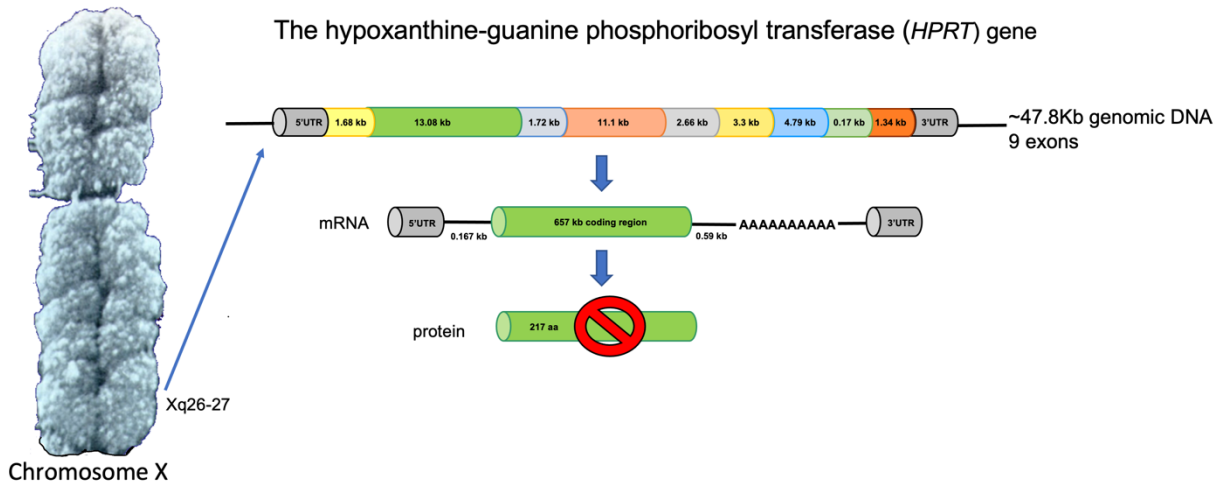 The hypoxanthine-guanine phosphoribosyl transferase (HPRT) gene
5'UTR 1.68 kb 13.08 kb 1.72 kb 11.1 kb 2.66 kb 3.3 kb 4.79 kb 0.17 kb 1.34 kb 3'UTR
~47.8Kb genomic DNA
9 exons
mRNA 5'UTR 657 kb coding region AAAAAAAAAA 3'UTR
0.167 kb 0.59 kb
protein 217 aa
Xq26-27
Chromosome X